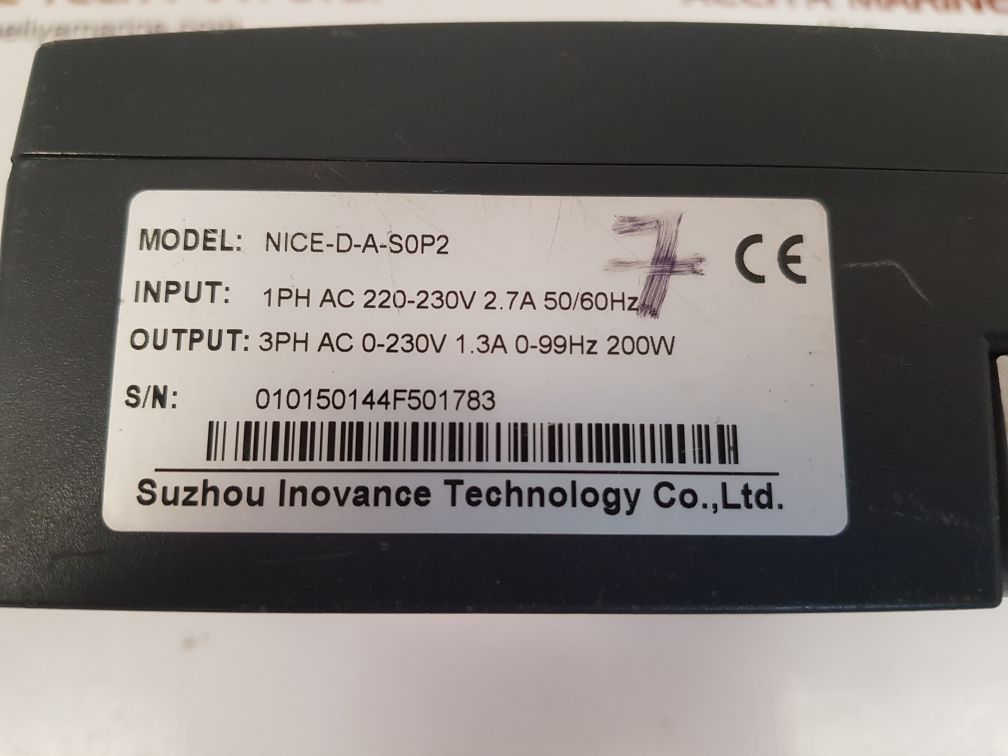 MODEL: NICE-D-A-S0P2
7
CE
INPUT: 1PH AC 220-230V 2.7A 50/60Hz
OUTPUT: 3PH AC 0-230V 1.3A 0-99Hz 200W
S/N: 010150144F501783
Suzhou Inovance Technology Co.,Ltd.